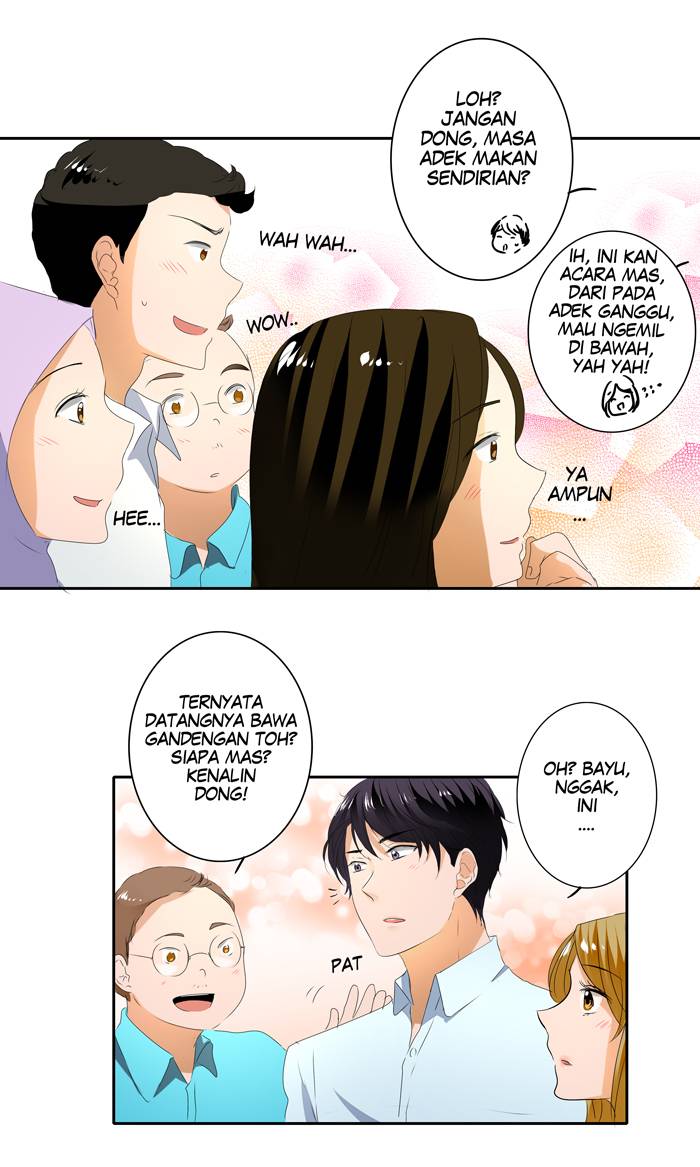 LOH?
JANGAN
DONG, MASA
ADEK MAKAN
SENDIRIAN?
WAH WAH...
IH, INI KAN
ACARA MAS,
DARI PADA
ADEK GANGGU,
MAU NGEMIL
DI BAWAH,
YAH YAH!
WOW..
YA
AMPUN
...
HEE...
TERNYATA
DATANGNYA BAWA
GANDENGAN TOH?
SIAPA MAS?
KENALIN
DONG!
OH? BAYU,
NGGAK,
INI
....
PAT